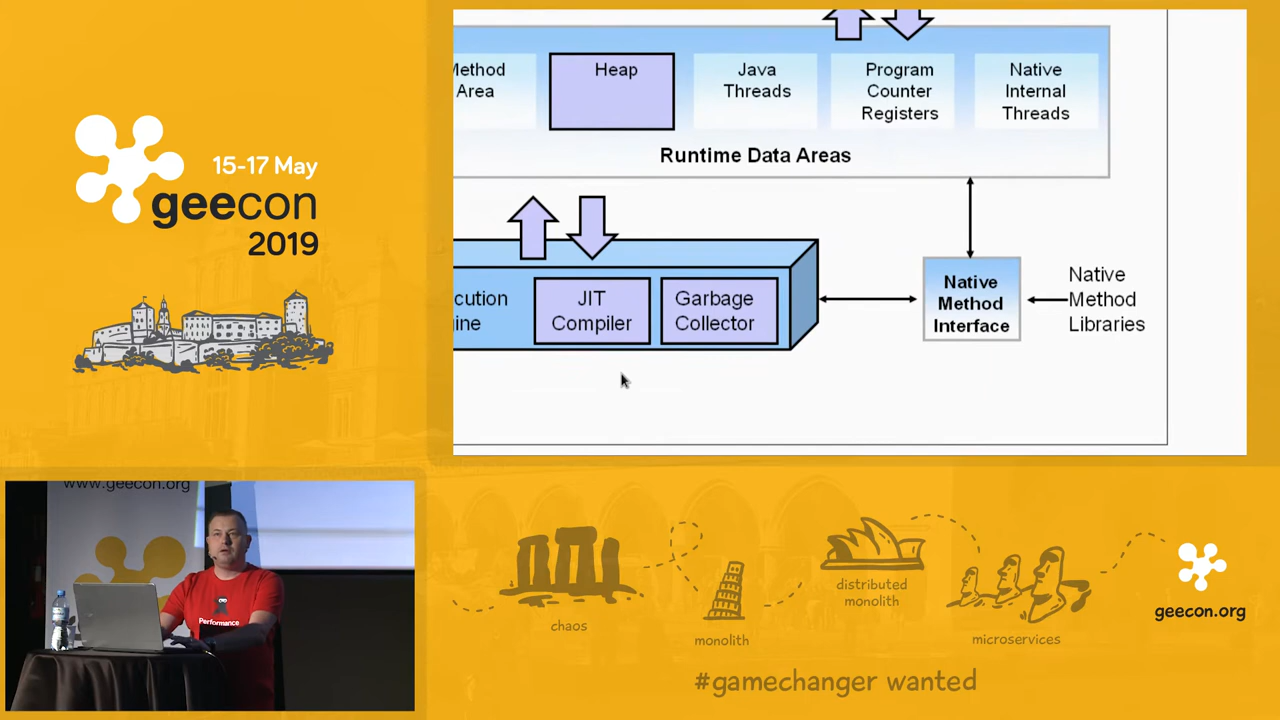 15-17 May
geecon
2019
Method
Area
Heap
Java
Threads
Program
Counter
Registers
Native
Internal
Threads
Runtime Data Areas
cution
ine
JIT
Compiler
Garbage
Collector
Native
Method
Interface
Native
Method
Libraries
www.geecon.org
Performance
chaos
monolith
distributed
monolith
microservices
geecon.org
#gamechanger wanted